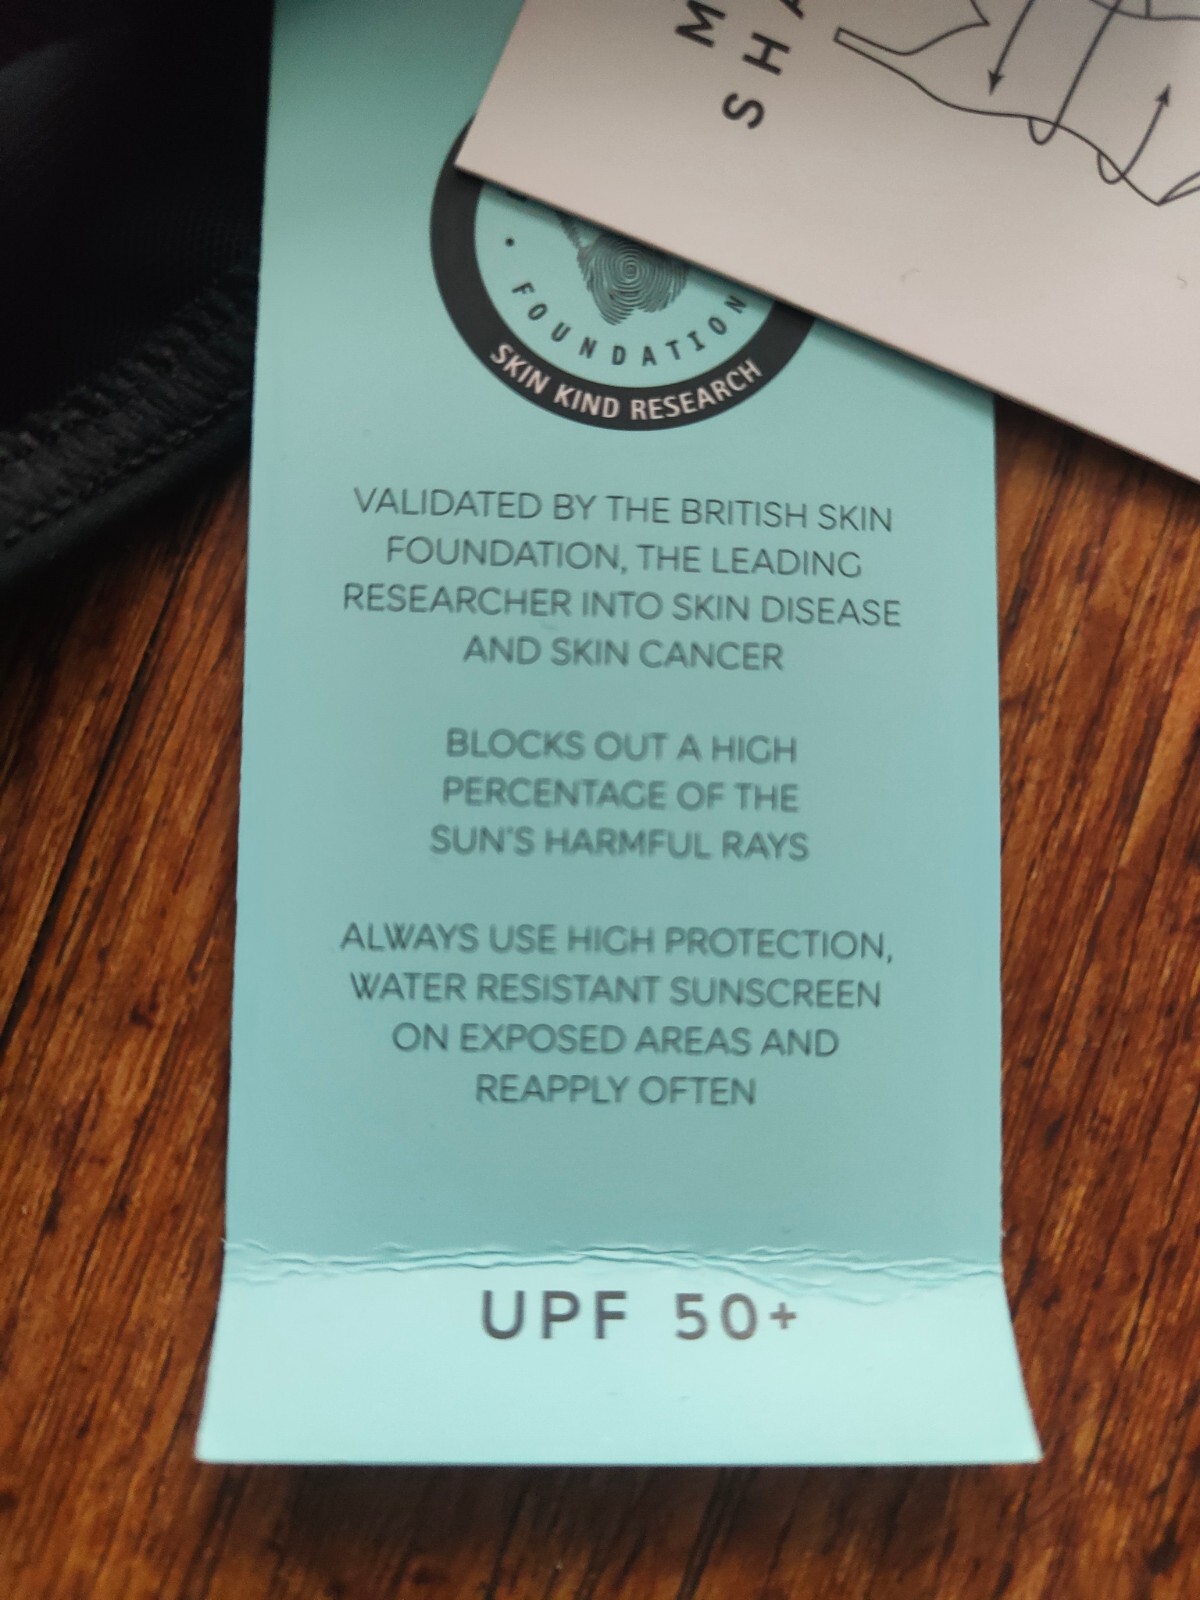 M
SHA
FOUNDATION
SKIN KIND RESEARCH
VALIDATED BY THE BRITISH SKIN
FOUNDATION, THE LEADING
RESEARCHER INTO SKIN DISEASE
AND SKIN CANCER
BLOCKS OUT A HIGH
PERCENTAGE OF THE
SUN'S HARMFUL RAYS
ALWAYS USE HIGH PROTECTION,
WATER RESISTANT SUNSCREEN
ON EXPOSED AREAS AND
REAPPLY OFTEN
UPF 50+